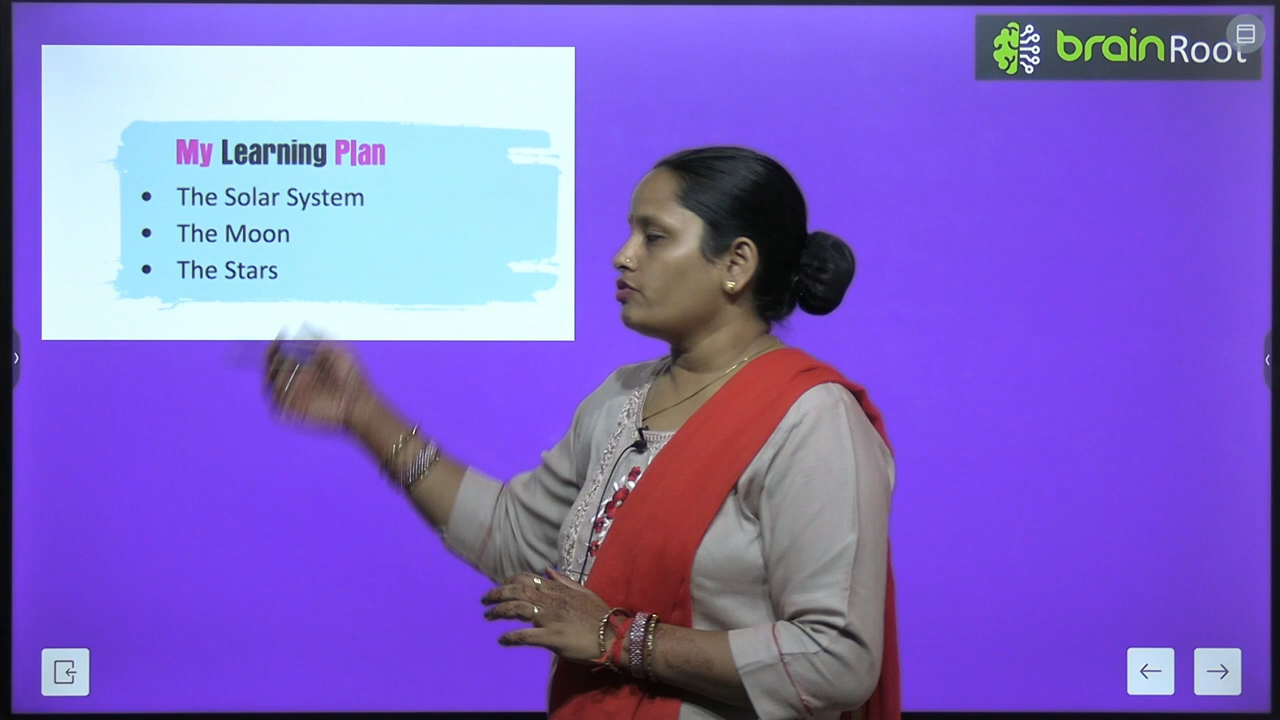 brainRoot
My Learning Plan
• The Solar System
• The Moon
• The Stars